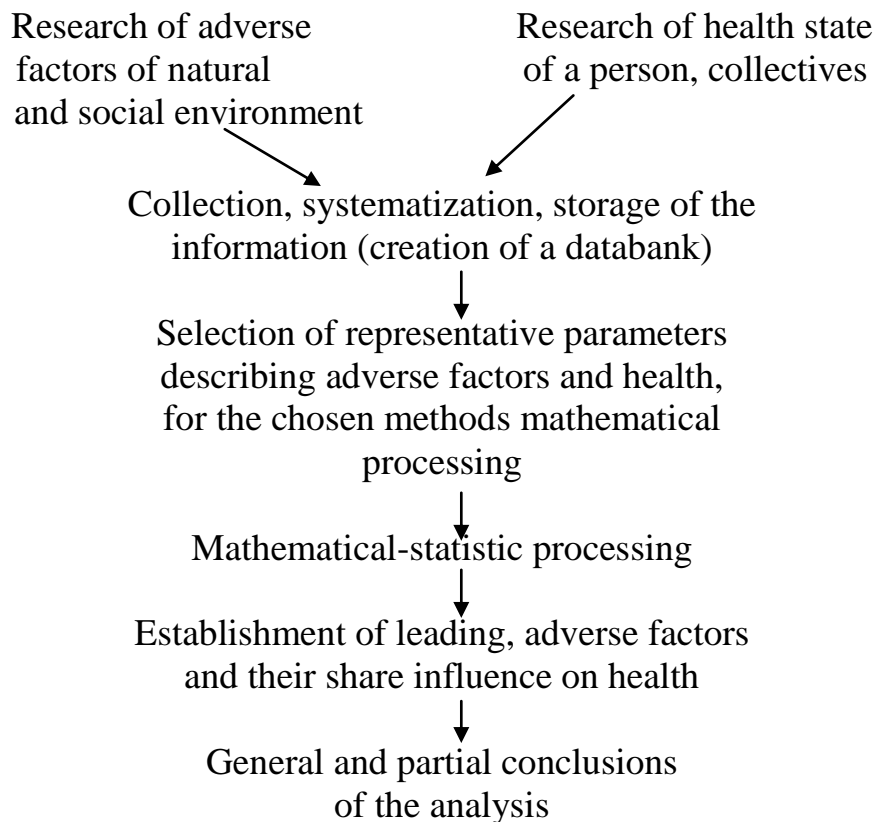 Research of adverse
factors of natural
and social environment
Research of health state
of a person, collectives
Collection, systematization, storage of the
information (creation of a databank)
Selection of representative parameters
describing adverse factors and health,
for the chosen methods mathematical
processing
Mathematical-statistic processing
Establishment of leading, adverse factors
and their share influence on health
General and partial conclusions
of the analysis